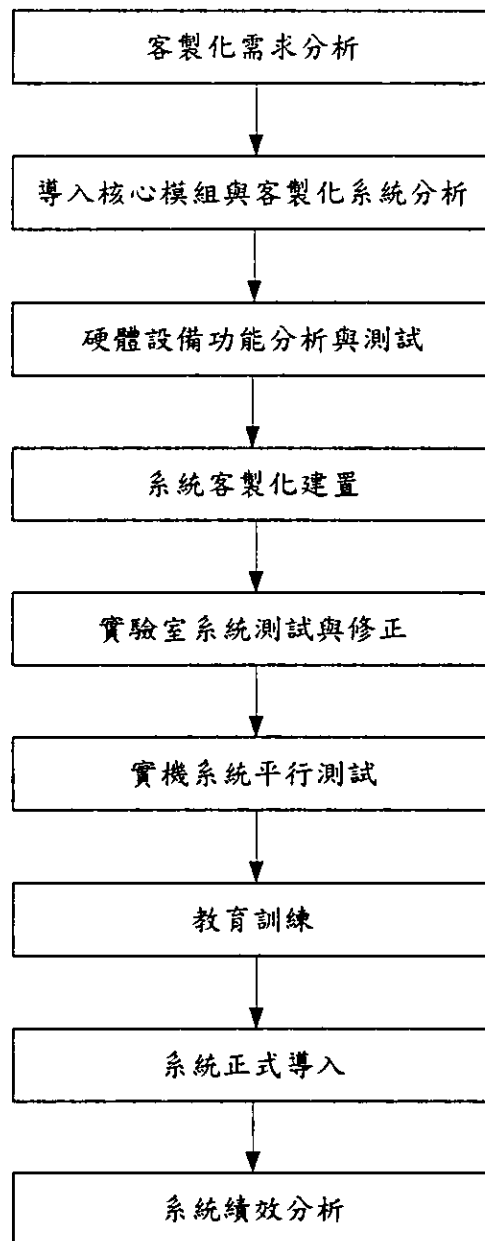 客製化需求分析
導入核心模組與客製化系統分析
硬體設備功能分析與測試
系統客製化建置
實驗室系統測試與修正
實機系統平行測試
教育訓練
系統正式導入
系統績效分析